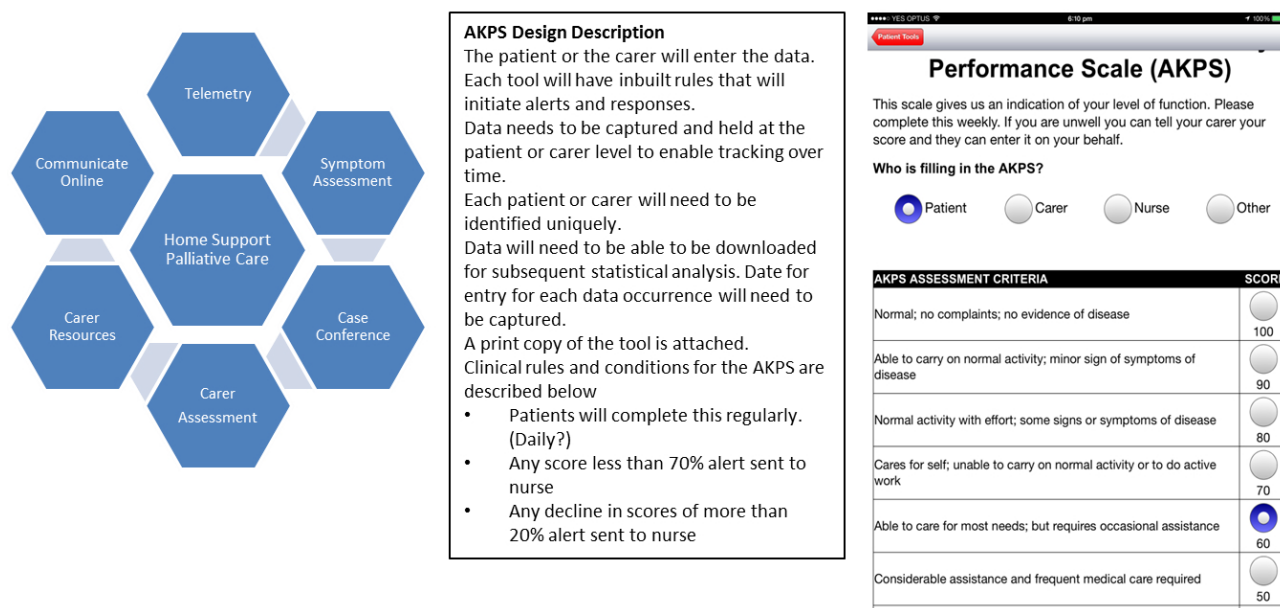 Telemetry
Communicate
Online
Symptom
Assessment
Home Support
Palliative Care
Carer
Resources
Case
Conference
Carer
Assessment
AKPS Design Description
The patient or the carer will enter the data.
Each tool will have inbuilt rules that will
initiate alerts and responses.
Data needs to be captured and held at the
patient or carer level to enable tracking over
time.
Each patient or carer will need to be
identified uniquely.
Data will need to be able to be downloaded
for subsequent statistical analysis. Date for
entry for each data occurrence will need to
be captured.
A print copy of the tool is attached.
Clinical rules and conditions for the AKPS are
described below
• Patients will complete this regularly.
(Daily?)
• Any score less than 70% alert sent to
nurse
• Any decline in scores of more than
20% alert sent to nurse
YES OPTUS 6:10 pm 100%
Patient Tools
Performance Scale (AKPS)
This scale gives us an indication of your level of function. Please
complete this weekly. If you are unwell you can tell your carer your
score and they can enter it on your behalf.
Who is filling in the AKPS?
Patient Carer Nurse Other
AKPS ASSESSMENT CRITERIA SCOR
Normal; no complaints; no evidence of disease
100
Able to carry on normal activity; minor sign of symptoms of
disease
90
Normal activity with effort; some signs or symptoms of disease
80
Cares for self; unable to carry on normal activity or to do active
work
70
Able to care for most needs; but requires occasional assistance
60
Considerable assistance and frequent medical care required
50